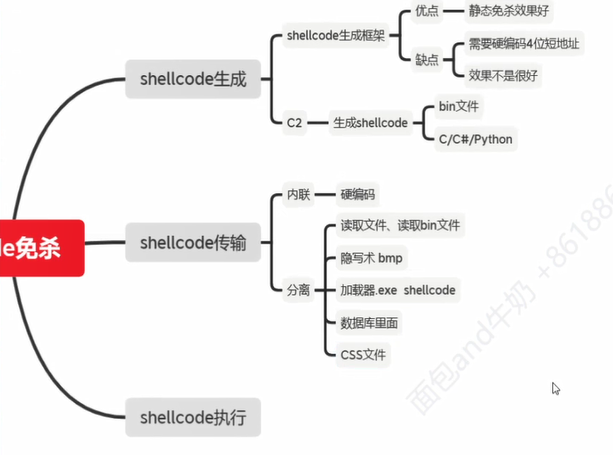 de免杀
shellcode生成
shellcode生成框架
优点
静态免杀效果好
缺点
需要硬编码4位短地址
效果不是很好
C2
生成shellcode
bin文件
C/C#/Python
shellcode传输
内联
硬编码
分离
读取文件、读取bin文件
隐写术 bmp
加载器.exe shellcode
数据库里面
CSS文件
shellcode执行
面包and牛奶 +861886